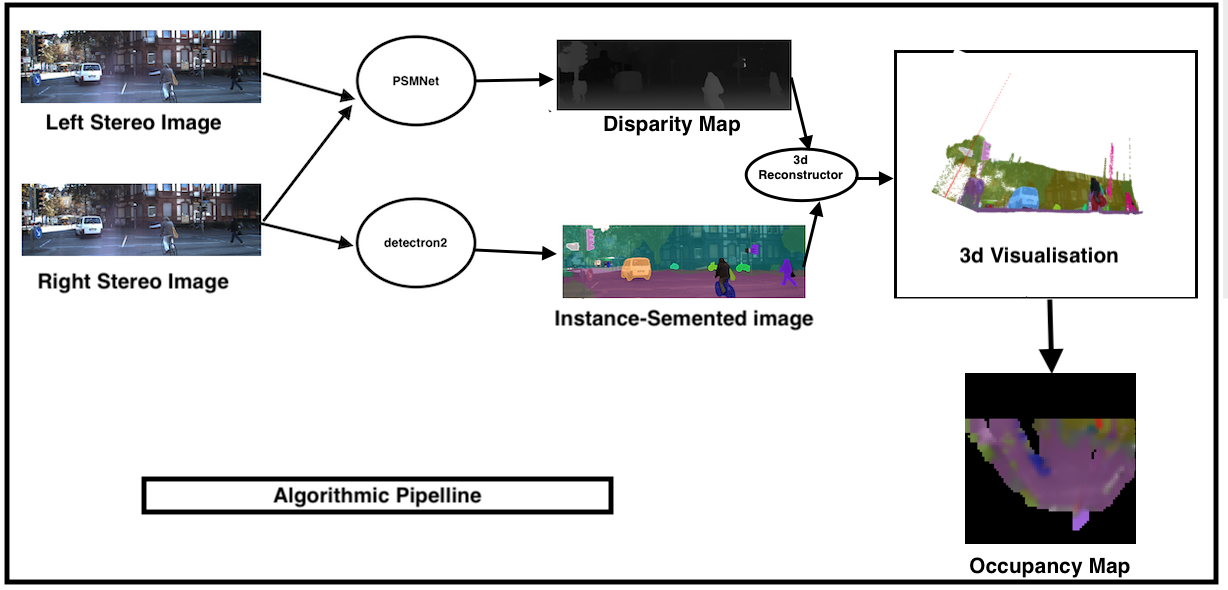 Left Stereo Image
PSMNet
Disparity Map
3d
Reconstructor
3d Visualisation
Right Stereo Image
detectron2
Instance-Semented image
Algorithmic Pipelline
Occupancy Map